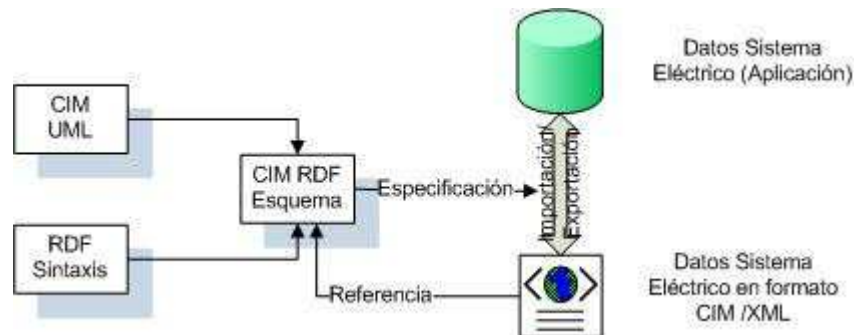 Datos Sistema
Eléctrico (Aplicación)
CIM
UML
CIM RDF
Esquema
Especificación
Importación/
Exportación
RDF
Sintaxis
Referencia
Datos Sistema
Eléctrico en formato
CIM /XML